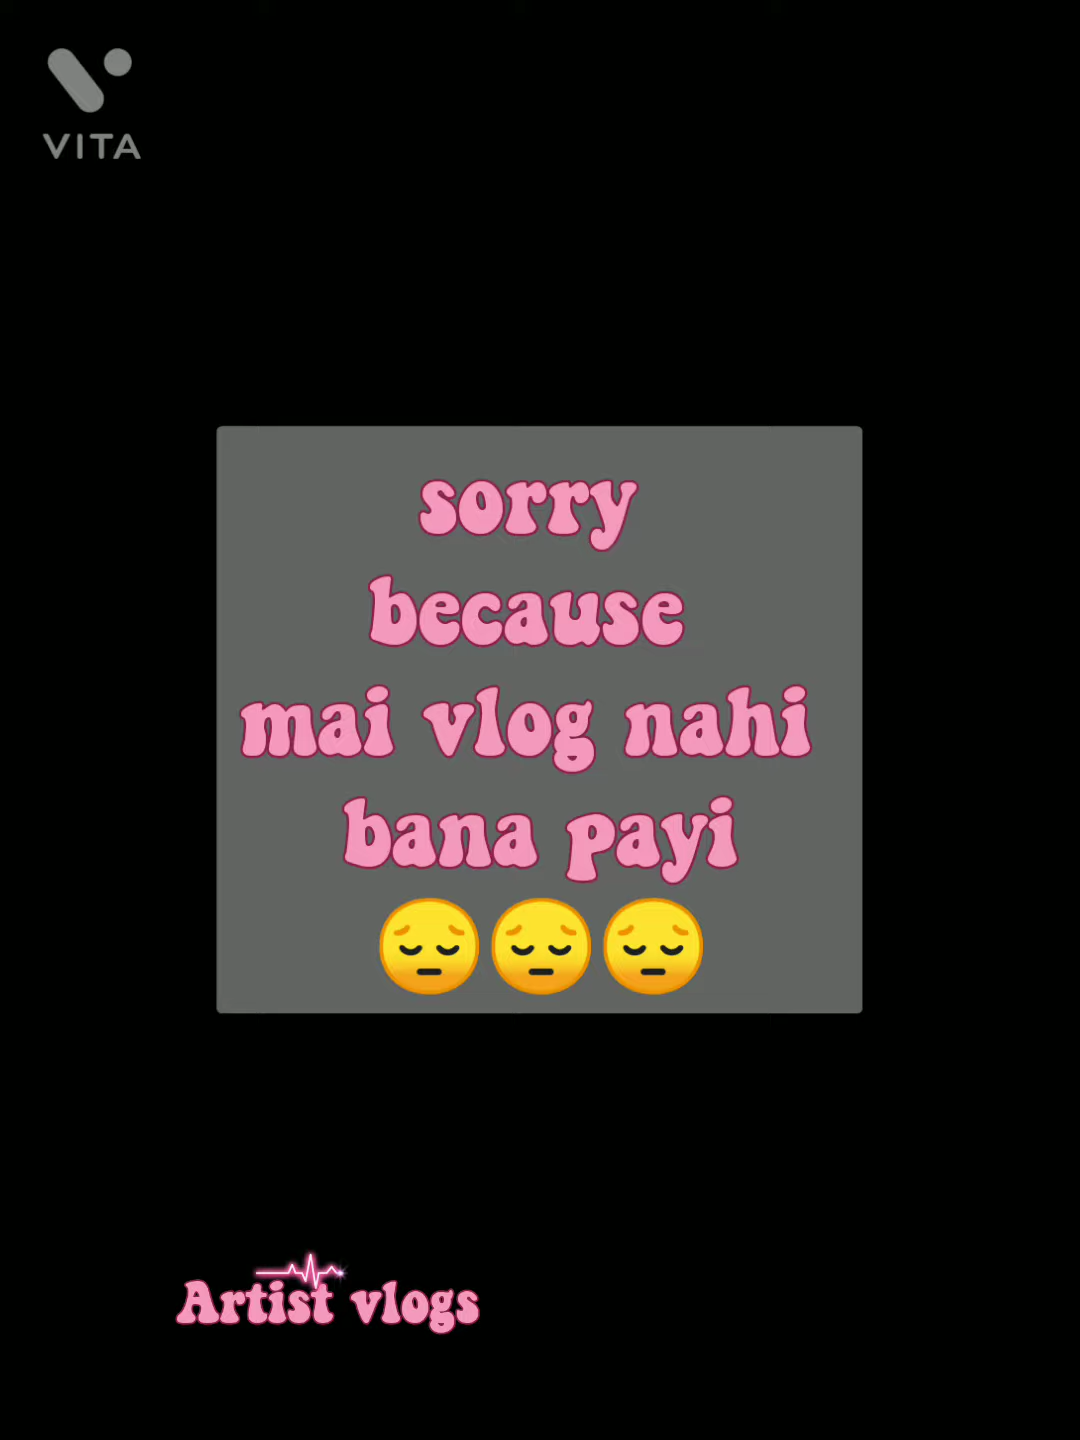 VITA
sorry
because
mai vlog nahi
bana payi
😔😔😔
Artist vlogs